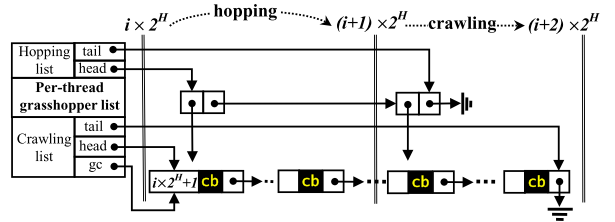 hopping
i × 2^H
(i+1) × 2^H
crawling
(i+2) × 2^H
Hopping list
tail
head
Per-thread
grasshopper list
Crawling list
tail
head
gc
i×2^H+1
cb
cb
cb
cb